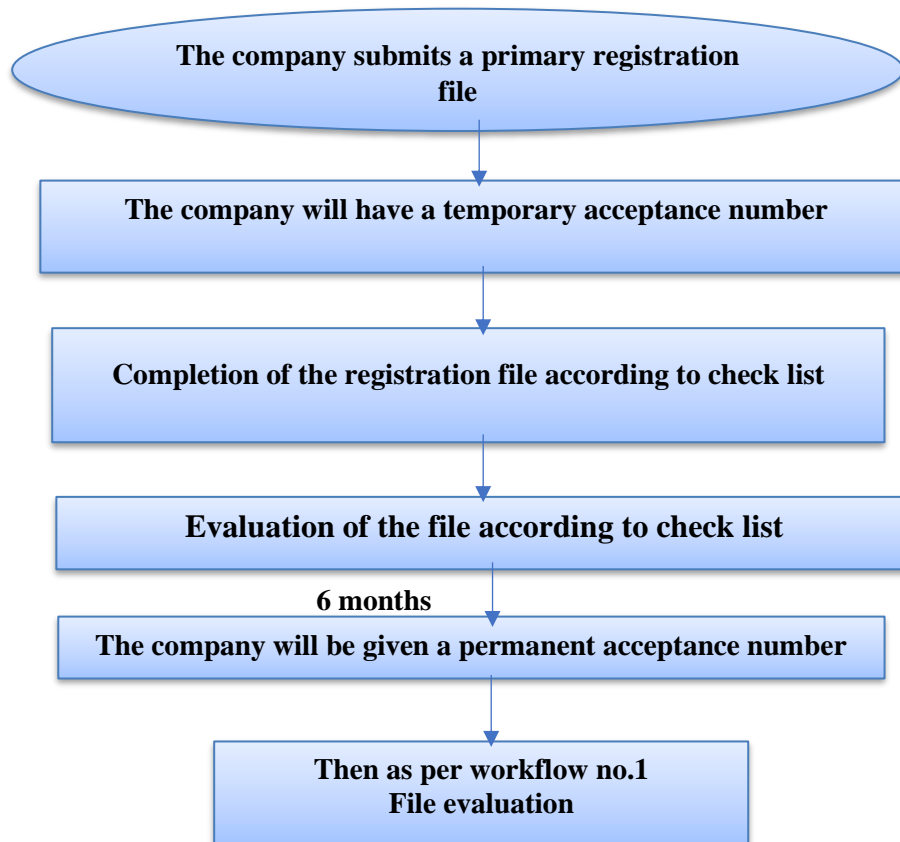 The company submits a primary registration
file
The company will have a temporary acceptance number
Completion of the registration file according to check list
Evaluation of the file according to check list
6 months
The company will be given a permanent acceptance number
Then as per workflow no.1
File evaluation